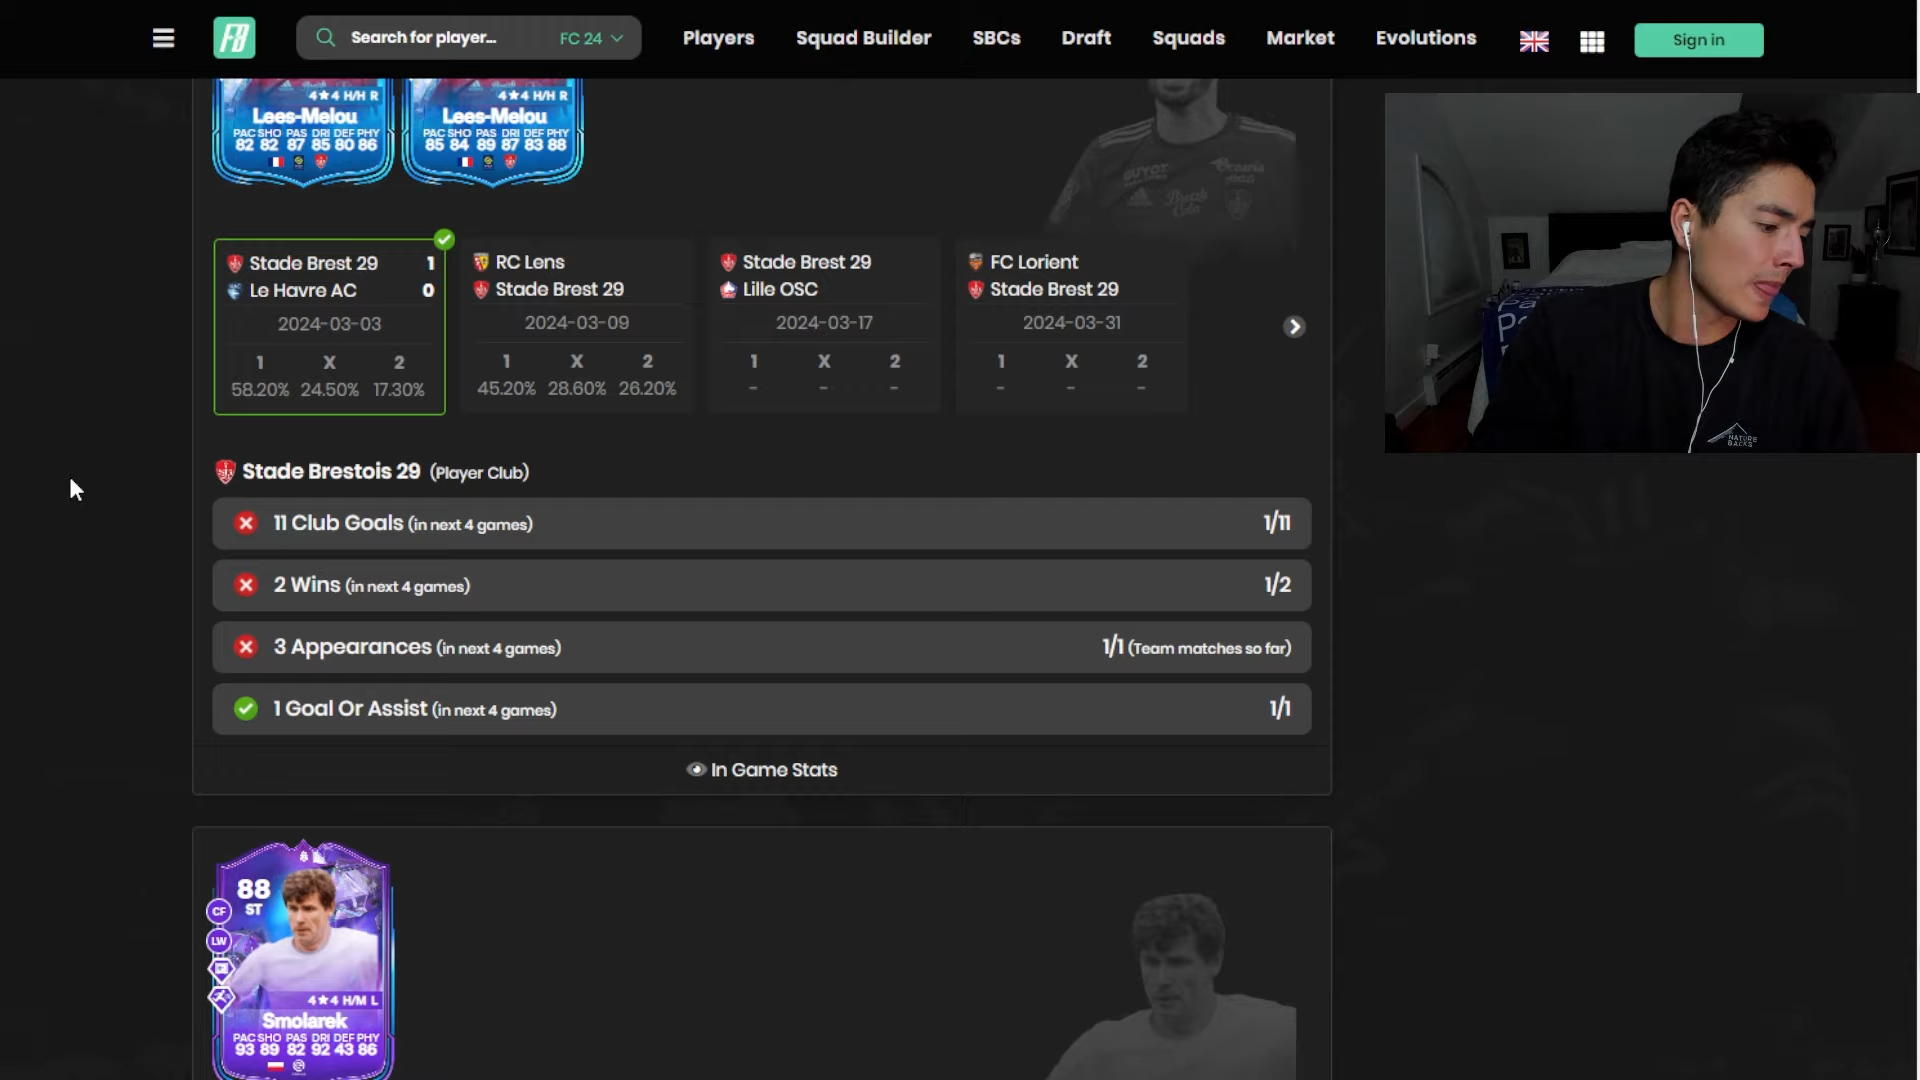 Search for player... FC 24 Players Squad Builder SBCs Draft Squads Market Evolutions Sign in
4★4 H/H R 4★4 H/H R
Lees-Melou Lees-Melou
PAC SHO PAS DRI DEF PHY PAC SHO PAS DRI DEF PHY
82 82 87 85 80 86 85 84 89 87 83 88
Stade Brest 29 1
Le Havre AC 0
2024-03-03
1 X 2
58.20% 24.50% 17.30%
RC Lens
Stade Brest 29
2024-03-09
1 X 2
45.20% 28.60% 26.20%
Stade Brest 29
Lille OSC
2024-03-17
1 X 2
- - -
FC Lorient
Stade Brest 29
2024-03-31
1 X 2
- - -
Stade Brestois 29 (Player Club)
11 Club Goals (in next 4 games) 1/11
2 Wins (in next 4 games) 1/2
3 Appearances (in next 4 games) 1/1 (Team matches so far)
1 Goal Or Assist (in next 4 games) 1/1
In Game Stats
88
ST
CF
LW
4★4 H/M L
Smolarek
PAC SHO PAS DRI DEF PHY
93 89 82 92 43 86
NATURE
BACKS